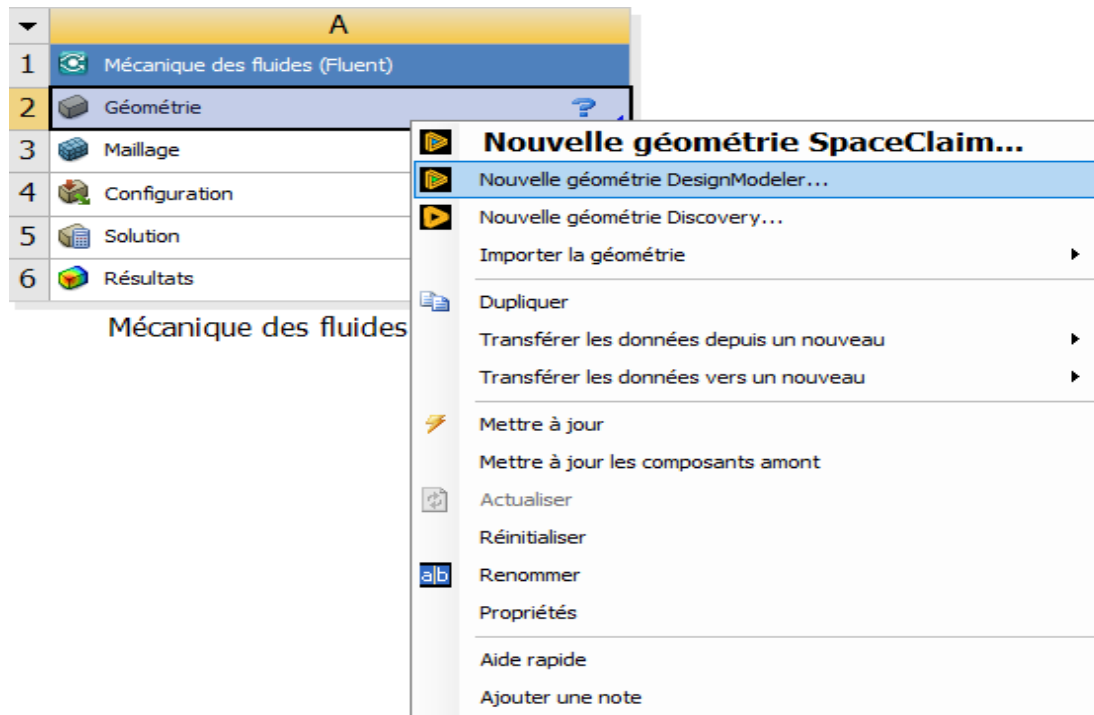 A
1 Mécanique des fluides (Fluent)
2 Géométrie ?
3 Maillage
4 Configuration
5 Solution
6 Résultats
Mécanique des fluides
Nouvelle géométrie SpaceClaim...
Nouvelle géométrie DesignModeler...
Nouvelle géométrie Discovery...
Importer la géométrie
Dupliquer
Transférer les données depuis un nouveau
Transférer les données vers un nouveau
Mettre à jour
Mettre à jour les composants amont
Actualiser
Réinitialiser
a|b Renommer
Propriétés
Aide rapide
Ajouter une note